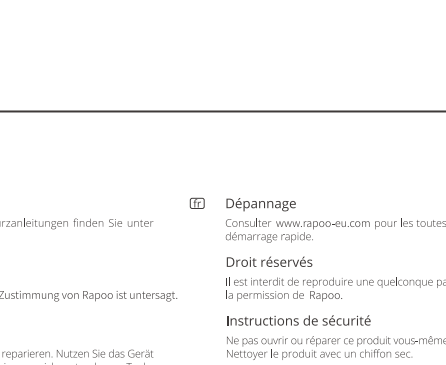 urzanleitungen finden Sie unter
Zustimmung von Rapoo ist untersagt.
reparieren. Nutzen Sie das Gerät
fr
Dépannage
Consulter www.rapoo-eu.com pour les toutes
démarrage rapide.
Droit réservés
Il est interdit de reproduire une quelconque pa
la permission de Rapoo.
Instructions de sécurité
Ne pas ouvrir ou réparer ce produit vous-même
Nettoyer le produit avec un chiffon sec.